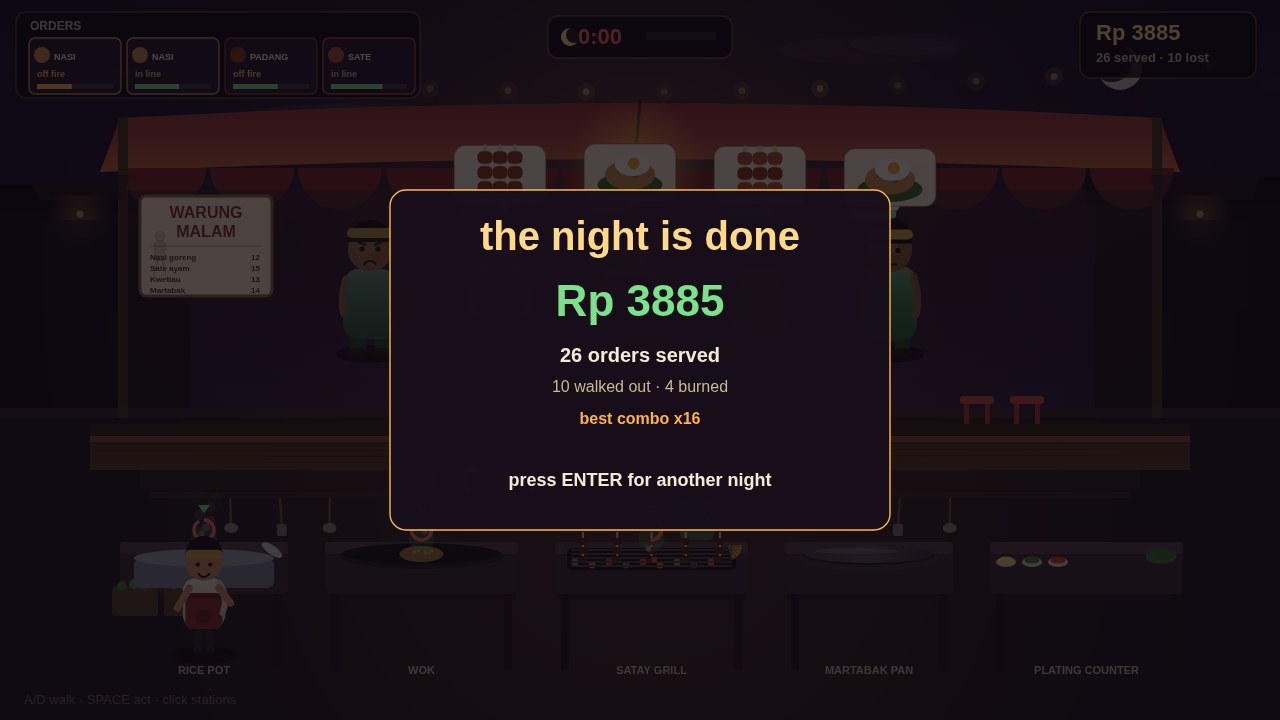 ORDERS
NASI
off fire
NASI
in line
PADANG
off fire
SATE
in line
0:00
Rp 3885
26 served · 10 lost
WARUNG
MALAM
Nasi goreng 12
Sate ayam 15
Kwetiau 13
Martabak 14
the night is done
Rp 3885
26 orders served
10 walked out · 4 burned
best combo x16
press ENTER for another night
RICE POT
WOK
SATAY GRILL
MARTABAK PAN
PLATING COUNTER
A/D walk · SPACE act · click stations